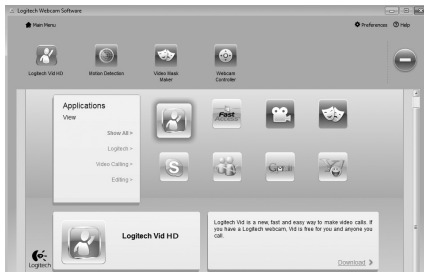 Logitech Webcam Software
Main Menu
Preferences
Help
Logitech Vid HD
Motion Detection
Video Mask
Maker
Webcam
Controller
Applications
View
Show All >
Logitech >
Video Calling >
Editing >
Fast
Access
S
Gmail
Logitech Vid HD
Logitech Vid is a new, fast and easy way to make video calls. If
you have a Logitech webcam, Vid is free for you and anyone you
call.
Download >
Logitech